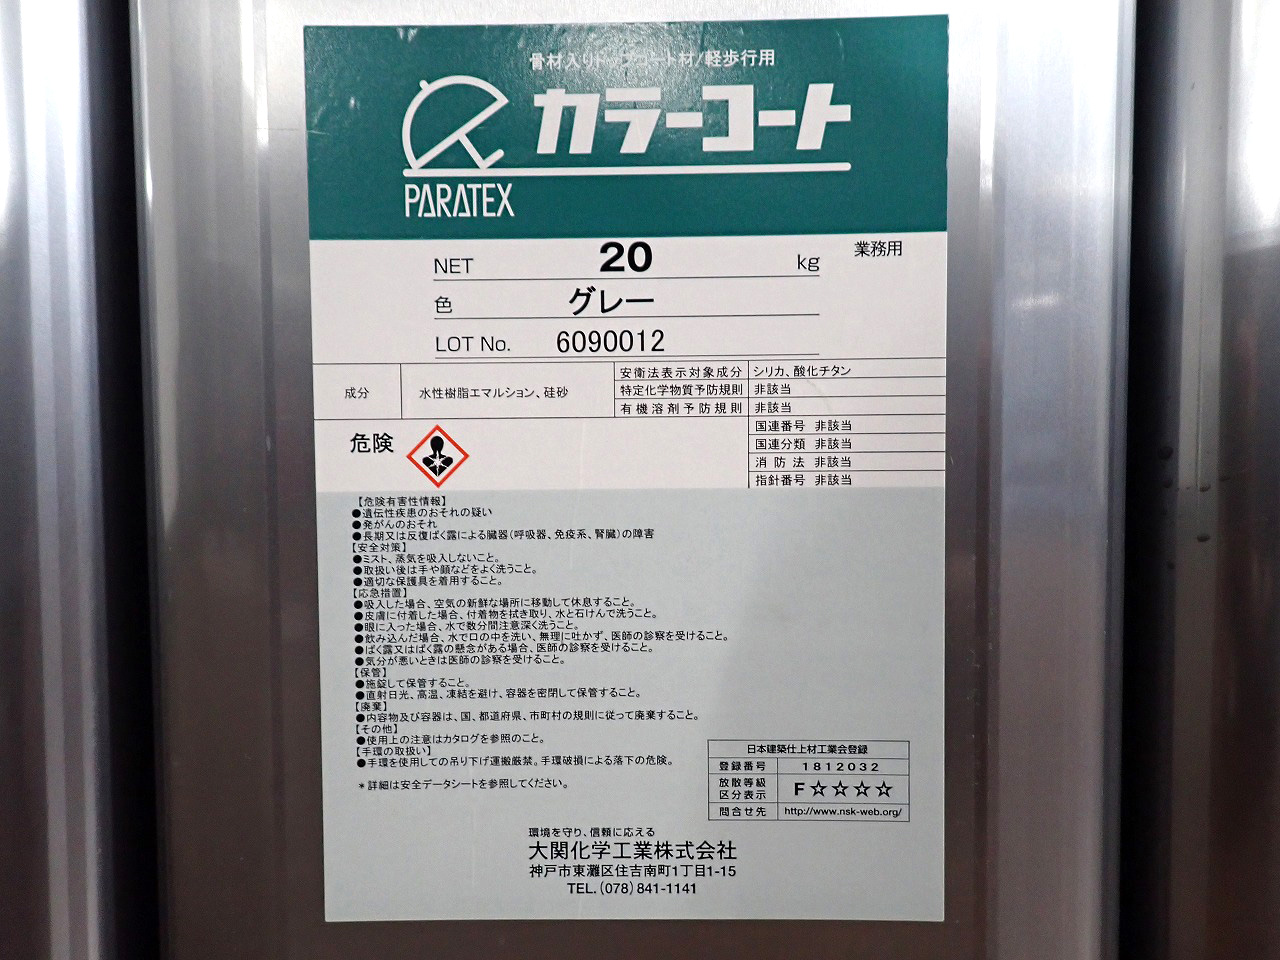 骨材入りトップコート材/軽歩行用
カラーコート
PARATEX
NET 20 kg 業務用
色 グレー
LOT No. 6090012
成分 水性樹脂エマルション、硅砂
安衛法表示対象成分 シリカ、酸化チタン
特定化学物質予防規則 非該当
有機溶剤予防規則 非該当
国連番号 非該当
国連分類 非該当
消防法 非該当
指針番号 非該当
危険
【危険有害性情報】
●遺伝性疾患のおそれの疑い
●発がんのおそれ
●長期又は反復ばく露による臓器(呼吸器、免疫系、腎臓)の障害
【安全対策】
●ミスト、蒸気を吸入しないこと。
●取扱い後は手や顔などをよく洗うこと。
●適切な保護具を着用すること。
【応急措置】
●吸入した場合、空気の新鮮な場所に移動して休息すること。
●皮膚に付着した場合、付着物を拭き取り、水と石けんで洗うこと。
●眼に入った場合、水で数分間注意深く洗うこと。
●飲み込んだ場合、水で口の中を洗い、無理に吐かず、医師の診察を受けること。
●ばく露又はばく露の懸念がある場合、医師の診察を受けること。
●気分が悪いときは医師の診察を受けること。
【保管】
●施錠して保管すること。
●直射日光、高温、凍結を避け、容器を密閉して保管すること。
【廃棄】
●内容物及び容器は、国、都道府県、市町村の規則に従って廃棄すること。
【その他】
●使用上の注意はカタログを参照のこと。
【手環の取扱い】
●手環を使用しての吊り下げ運搬厳禁。手環破損による落下の危険。
＊詳細は安全データシートを参照してください。
日本建築仕上材工業会登録
登録番号 1812032
放散等級
区分表示 F☆☆☆☆
問合せ先 http://www.nsk-web.org/
環境を守り、信頼に応える
大関化学工業株式会社
神戸市東灘区住吉南町1丁目1-15
TEL.(078)841-1141